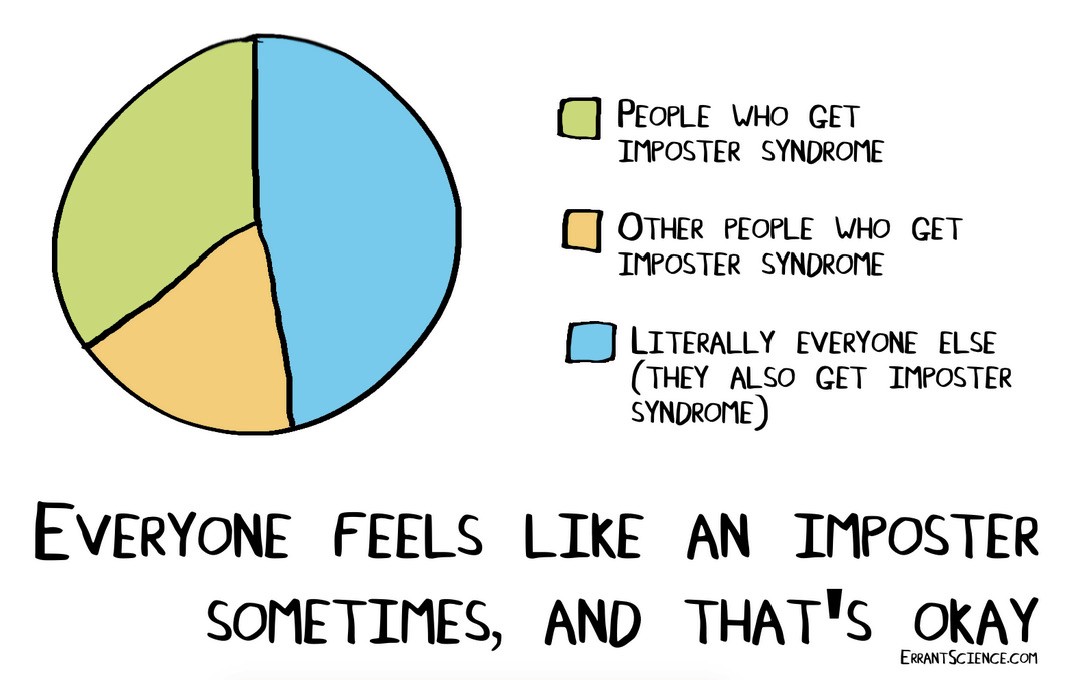 People who get
imposter syndrome
Other people who get
imposter syndrome
Literally everyone else
(they also get imposter
syndrome)
Everyone feels like an imposter
sometimes, and that's okay
ErrantScience.com